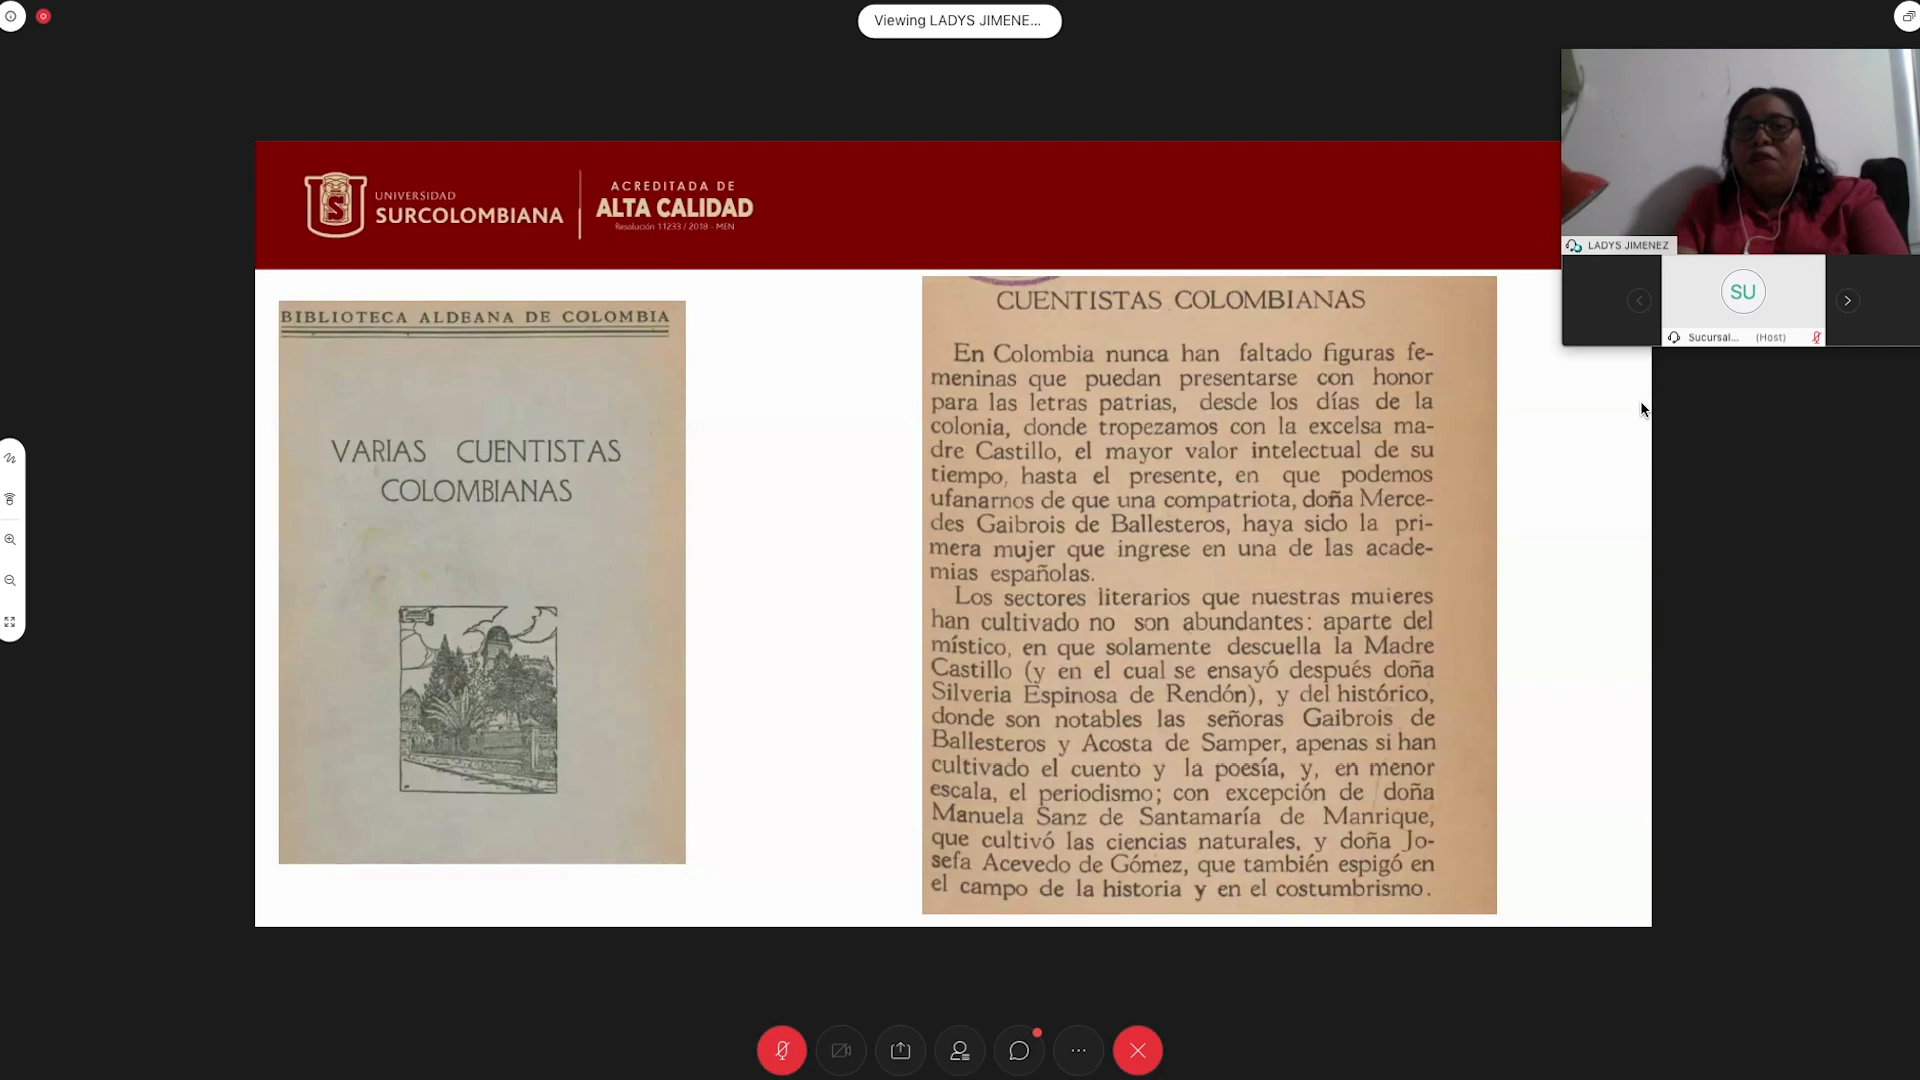 Viewing LADYS JIMENE...
UNIVERSIDAD
SURCOLOMBIANA
ACREDITADA DE
ALTA CALIDAD
Resolución 11233 / 2018 - MEN
LADYS JIMENEZ
SU
Sucursal... (Host)
BIBLIOTECA ALDEANA DE COLOMBIA
VARIAS CUENTISTAS
COLOMBIANAS
CUENTISTAS COLOMBIANAS
En Colombia nunca han faltado figuras fe-
meninas que puedan presentarse con honor
para las letras patrias, desde los días de la
colonia, donde tropezamos con la excelsa ma-
dre Castillo, el mayor valor intelectual de su
tiempo, hasta el presente, en que podemos
ufanarnos de que una compatriota, doña Merce-
des Gaibrois de Ballesteros, haya sido la pri-
mera mujer que ingrese en una de las acade-
mias españolas.
Los sectores literarios que nuestras mujeres
han cultivado no son abundantes: aparte del
místico, en que solamente descuella la Madre
Castillo (y en el cual se ensayó después doña
Silveria Espinosa de Rendón), y del histórico,
donde son notables las señoras Gaibrois de
Ballesteros y Acosta de Samper, apenas si han
cultivado el cuento y la poesía, y, en menor
escala, el periodismo; con excepción de doña
Manuela Sanz de Santamaría de Manrique,
que cultivó las ciencias naturales, y doña Jo-
sefa Acevedo de Gómez, que también espigó en
el campo de la historia y en el costumbrismo.